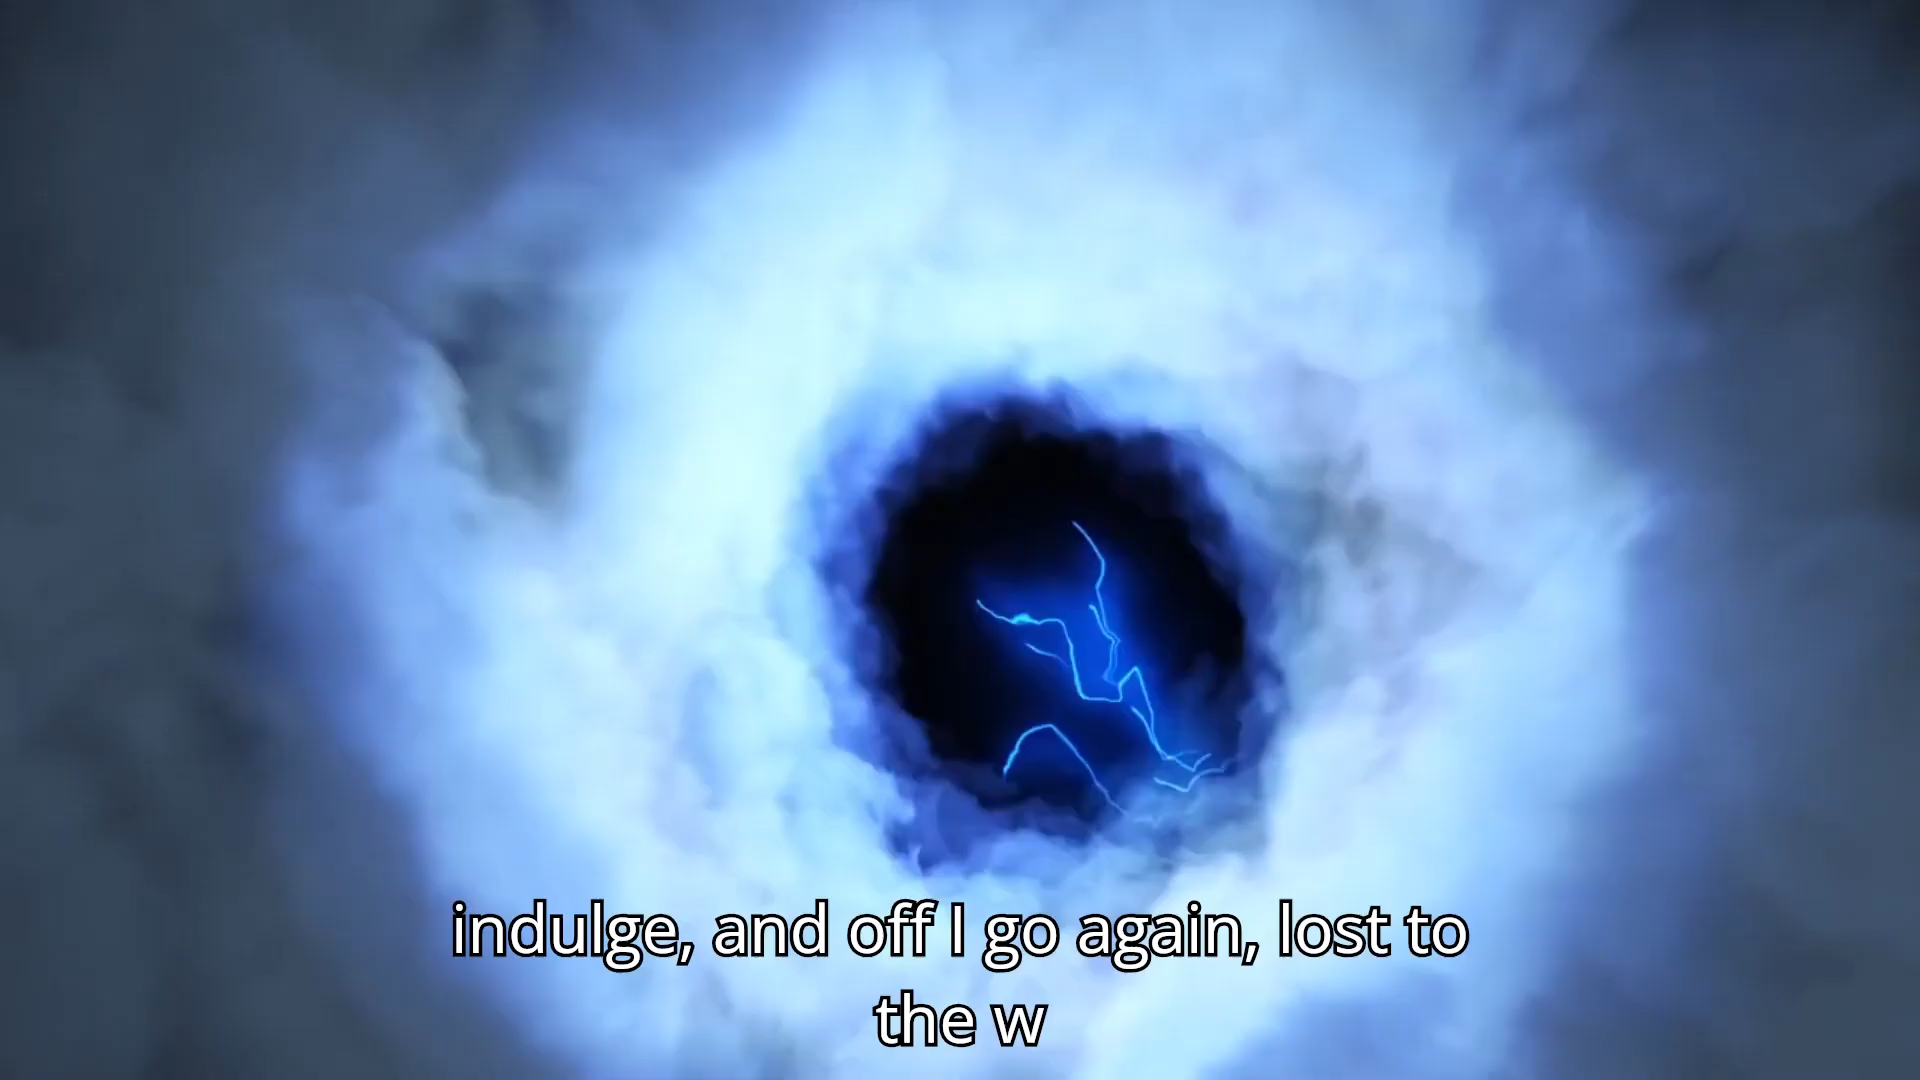 indulge, and off I go again, lost to
the w